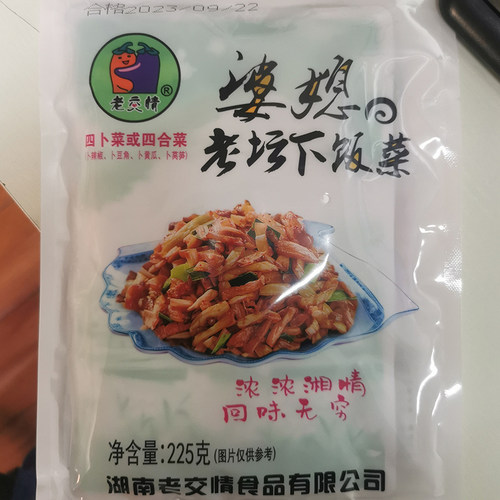 合格2023/09/22
老交情®
婆媳
老坛下饭菜
四卜菜或四合菜
(卜辣椒、卜豆角、卜黄瓜、卜莴笋)
浓浓湘情
回味无穷
净含量:225克(图片仅供参考)
湖南老交情食品有限公司